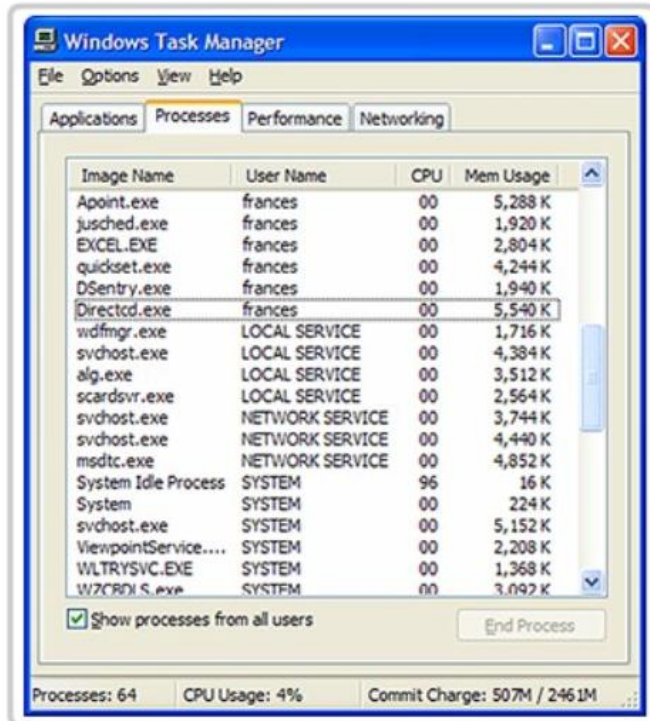 Windows Task Manager
File Options View Help
Applications Processes Performance Networking
Image Name User Name CPU Mem Usage
Apoint.exe frances 00 5,288 K
jusched.exe frances 00 1,920 K
EXCEL.EXE frances 00 2,804 K
quickset.exe frances 00 4,244 K
DSentry.exe frances 00 1,940 K
Directcd.exe frances 00 5,540 K
wdfmgr.exe LOCAL SERVICE 00 1,716 K
svchost.exe LOCAL SERVICE 00 4,384 K
alg.exe LOCAL SERVICE 00 3,512 K
scardsvr.exe LOCAL SERVICE 00 2,564 K
svchost.exe NETWORK SERVICE 00 3,744 K
svchost.exe NETWORK SERVICE 00 4,440 K
msdtc.exe NETWORK SERVICE 00 4,852 K
System Idle Process SYSTEM 96 16 K
System SYSTEM 00 224 K
svchost.exe SYSTEM 00 5,152 K
ViewpointService.... SYSTEM 00 2,208 K
WLTRYSVC.EXE SYSTEM 00 1,368 K
WZCBDLS.exe SYSTEM 00 3,092 K
Show processes from all users
End Process
Processes: 64 CPU Usage: 4% Commit Charge: 507M / 2461M